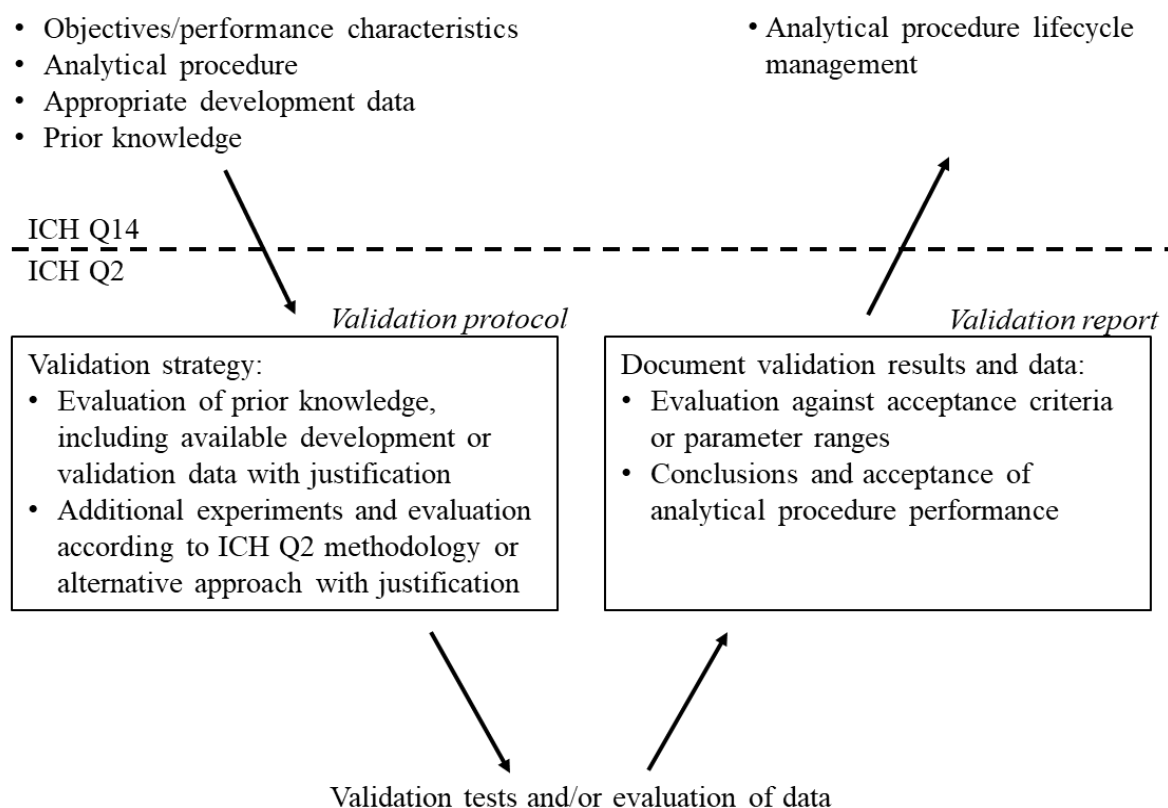 • Objectives/performance characteristics
• Analytical procedure
• Appropriate development data
• Prior knowledge
• Analytical procedure lifecycle
management
ICH Q14
ICH Q2
Validation protocol
Validation strategy:
• Evaluation of prior knowledge,
including available development or
validation data with justification
• Additional experiments and evaluation
according to ICH Q2 methodology or
alternative approach with justification
Validation report
Document validation results and data:
• Evaluation against acceptance criteria
or parameter ranges
• Conclusions and acceptance of
analytical procedure performance
Validation tests and/or evaluation of data